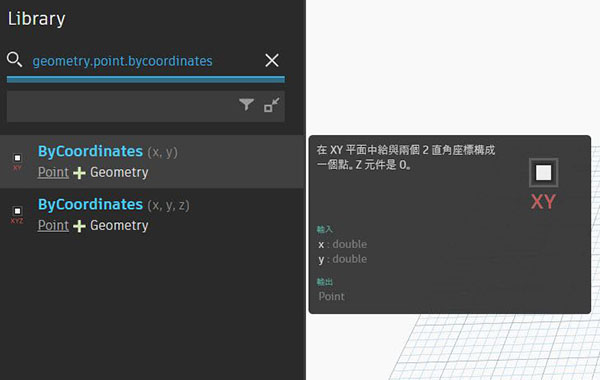 Library
geometry.point.bycoordinates
XY
ByCoordinates (x, y)
Point + Geometry
XYZ
ByCoordinates (x, y, z)
Point + Geometry
在 XY 平面中給與兩個 2 直角座標構成
一個點。Z 元件是 0。
XY
輸入
x : double
y : double
輸出
Point